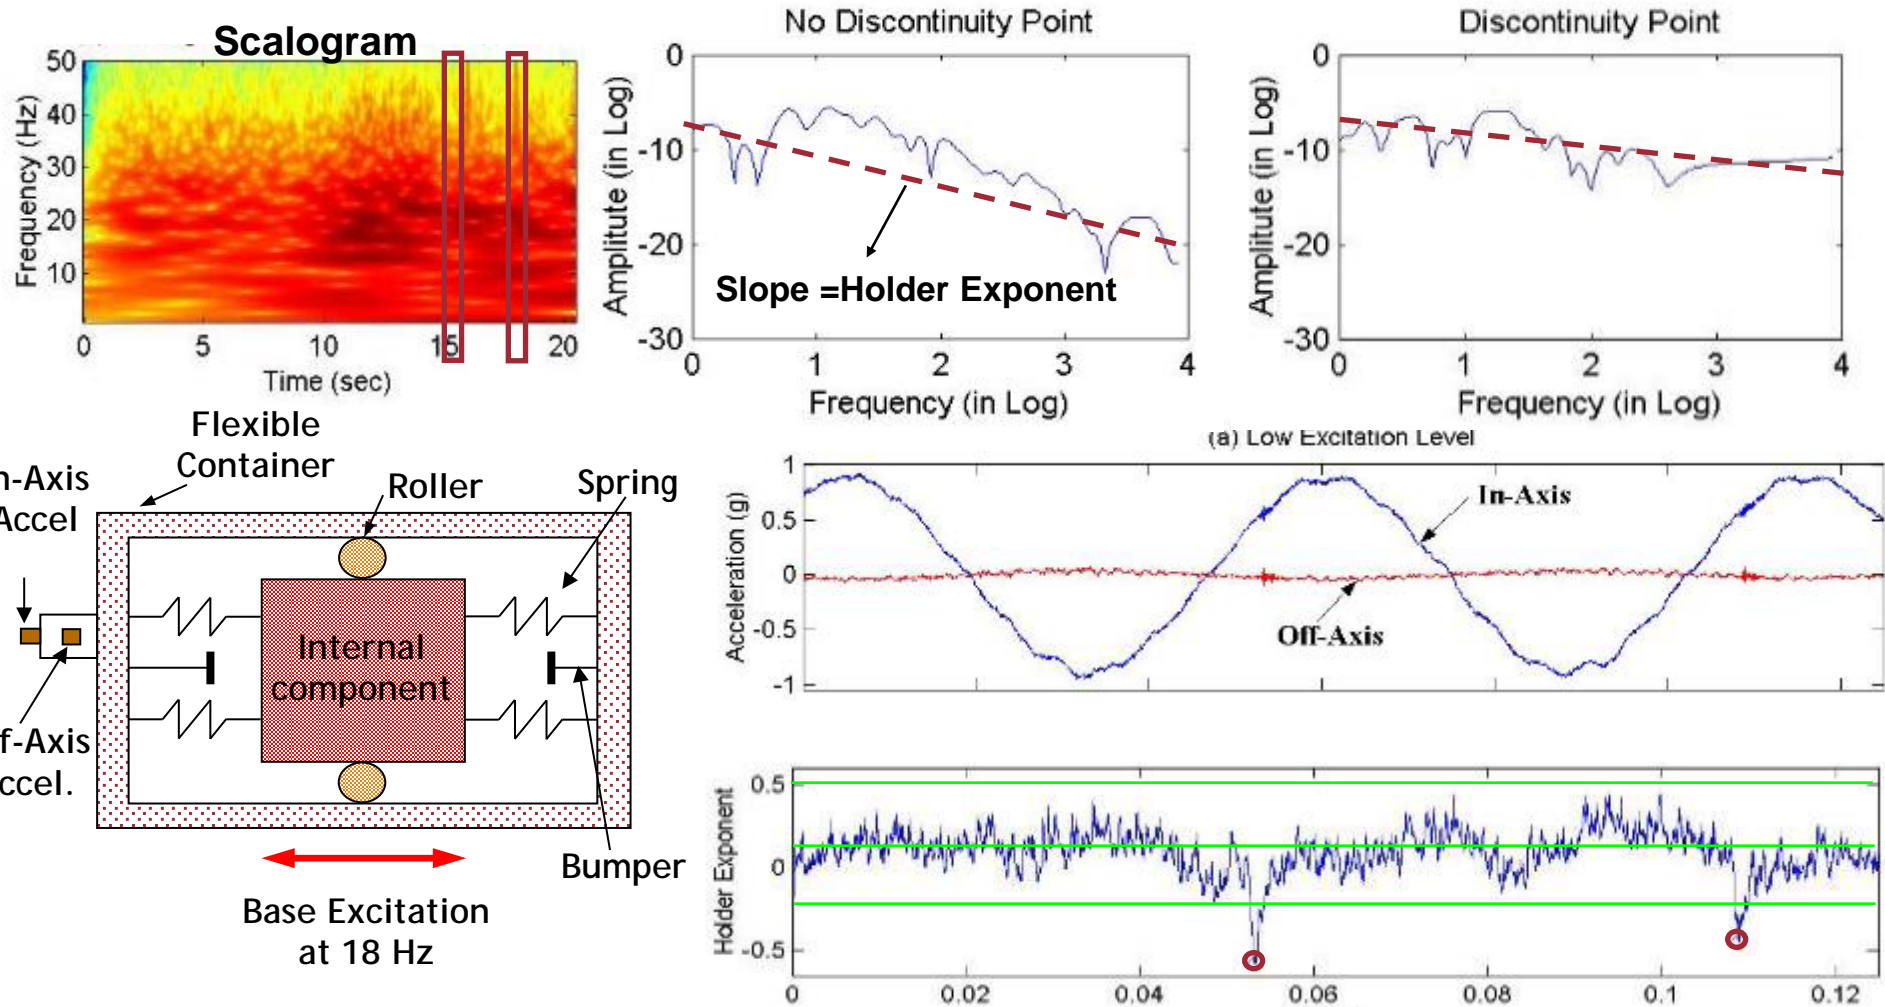 Scalogram
50
40
30
20
10
Frequency (Hz)
0
5
10
15
20
Time (sec)
No Discontinuity Point
0
-10
-20
-30
Amplitude (in Log)
Slope =Holder Exponent
0
1
2
3
4
Frequency (in Log)
Discontinuity Point
0
-10
-20
-30
Amplitude (in Log)
0
1
2
3
4
Frequency (in Log)
Flexible
Container
n-Axis
Accel
Roller
Spring
Internal
component
f-Axis
ccel.
Bumper
Base Excitation
at 18 Hz
(a) Low Excitation Level
1
0.5
0
-0.5
-1
Acceleration (g)
In-Axis
Off-Axis
0.5
0
-0.5
Holder Exponent
0
0.02
0.04
0.06
0.08
0.1
0.12